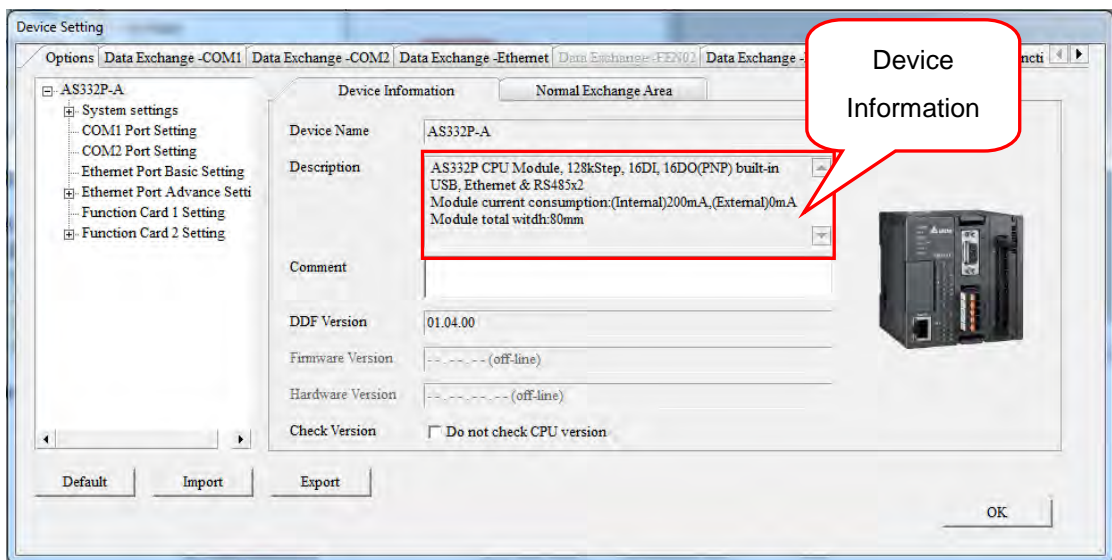 Device Setting
Options Data Exchange -COM1 Data Exchange -COM2 Data Exchange -Ethernet Data Exchange -FEN02 Data Exchange - ncti
AS332P-A
System settings
COM1 Port Setting
COM2 Port Setting
Ethernet Port Basic Setting
Ethernet Port Advance Setti
Function Card 1 Setting
Function Card 2 Setting
Device Information Normal Exchange Area
Device Name AS332P-A
Description AS332P CPU Module, 128kStep, 16DI, 16DO(PNP) built-in
USB, Ethernet & RS485x2
Module current consumption:(Internal)200mA,(External)0mA
Module total witdh:80mm
Comment
DDF Version 01.04.00
Firmware Version --.--.-- (off-line)
Hardware Version --.--.--.-- (off-line)
Check Version Do not check CPU version
Device
Information
Default Import Export
OK